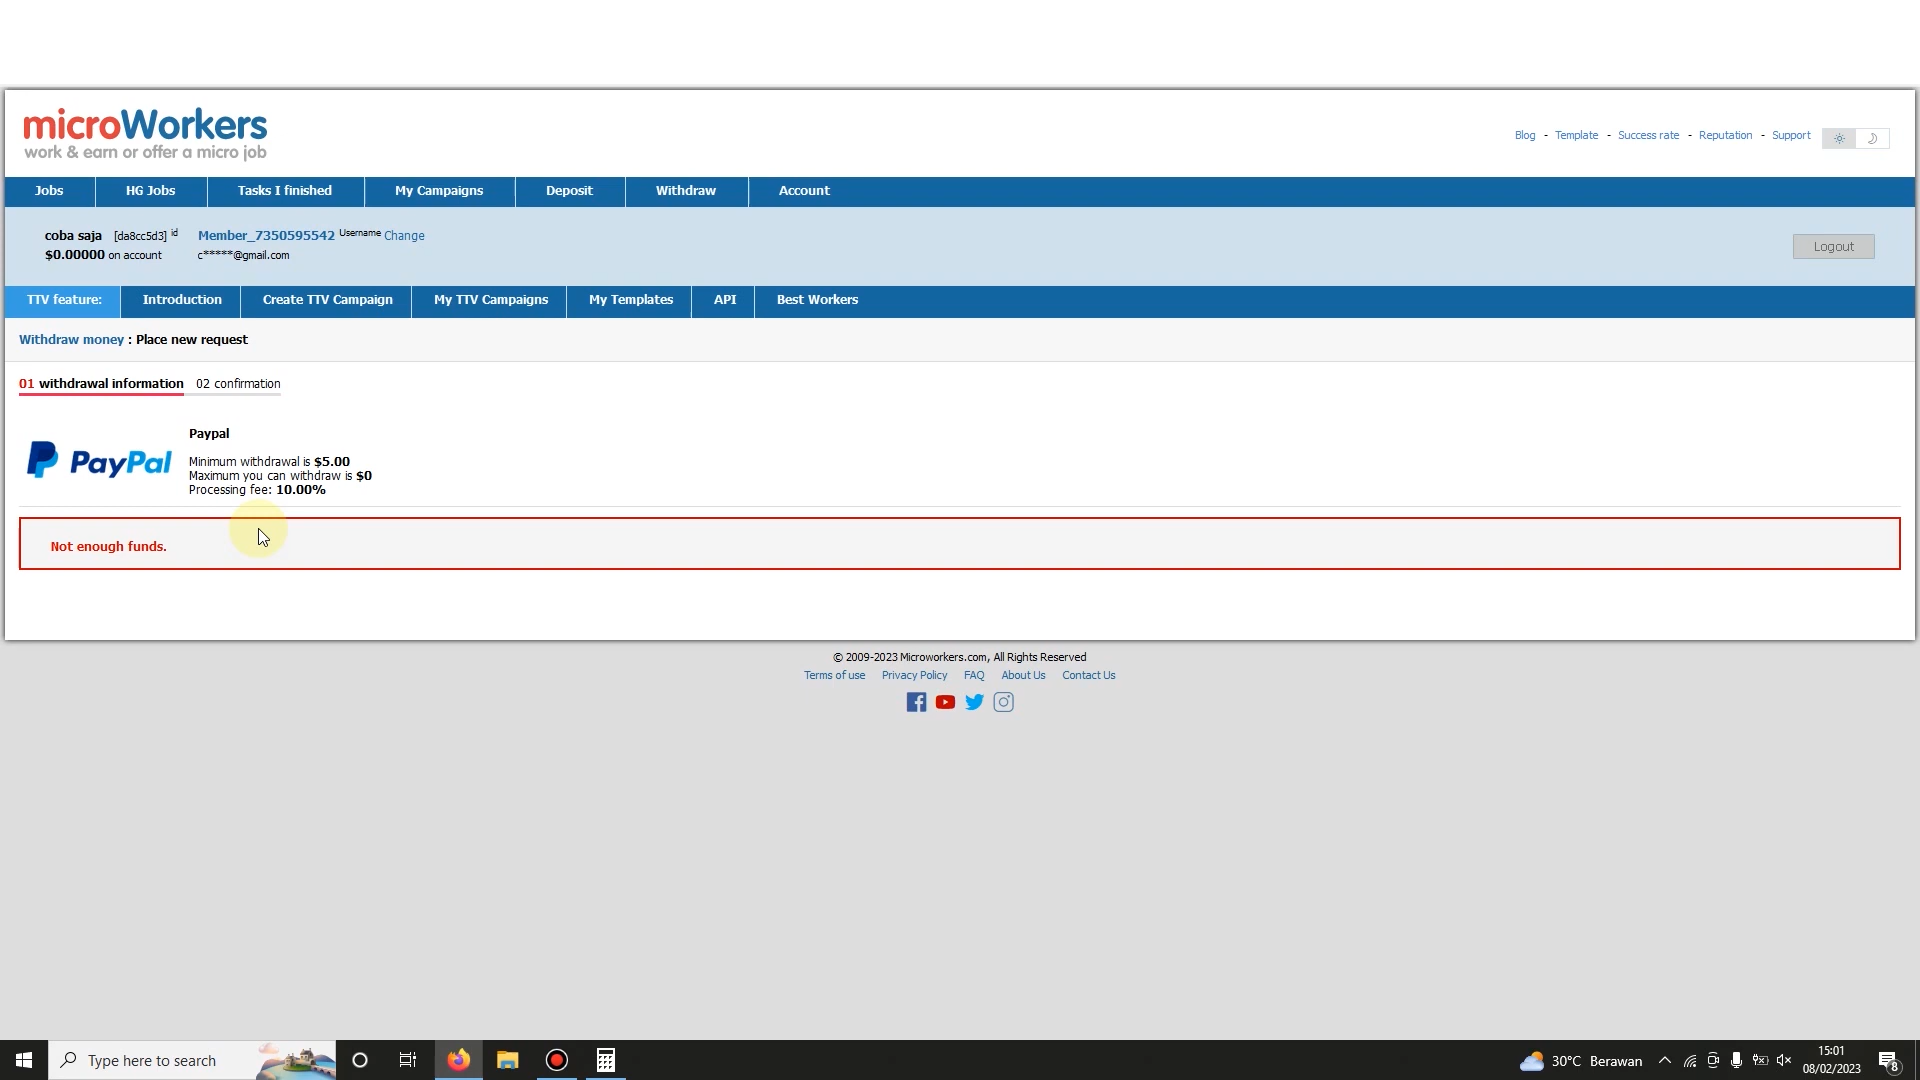 microWorkers
work & earn or offer a micro job
Blog - Template - Success rate - Reputation - Support
Jobs HG Jobs Tasks I finished My Campaigns Deposit Withdraw Account
coba saja [da8cc5d3] id Member_7350595542 Username Change
$0.00000 on account c*****@gmail.com
Logout
TTV feature: Introduction Create TTV Campaign My TTV Campaigns My Templates API Best Workers
Withdraw money : Place new request
01 withdrawal information 02 confirmation
Paypal
PayPal
Minimum withdrawal is $5.00
Maximum you can withdraw is $0
Processing fee: 10.00%
Not enough funds.
© 2009-2023 Microworkers.com, All Rights Reserved
Terms of use Privacy Policy FAQ About Us Contact Us
Type here to search
30°C Berawan
15:01
08/02/2023
8